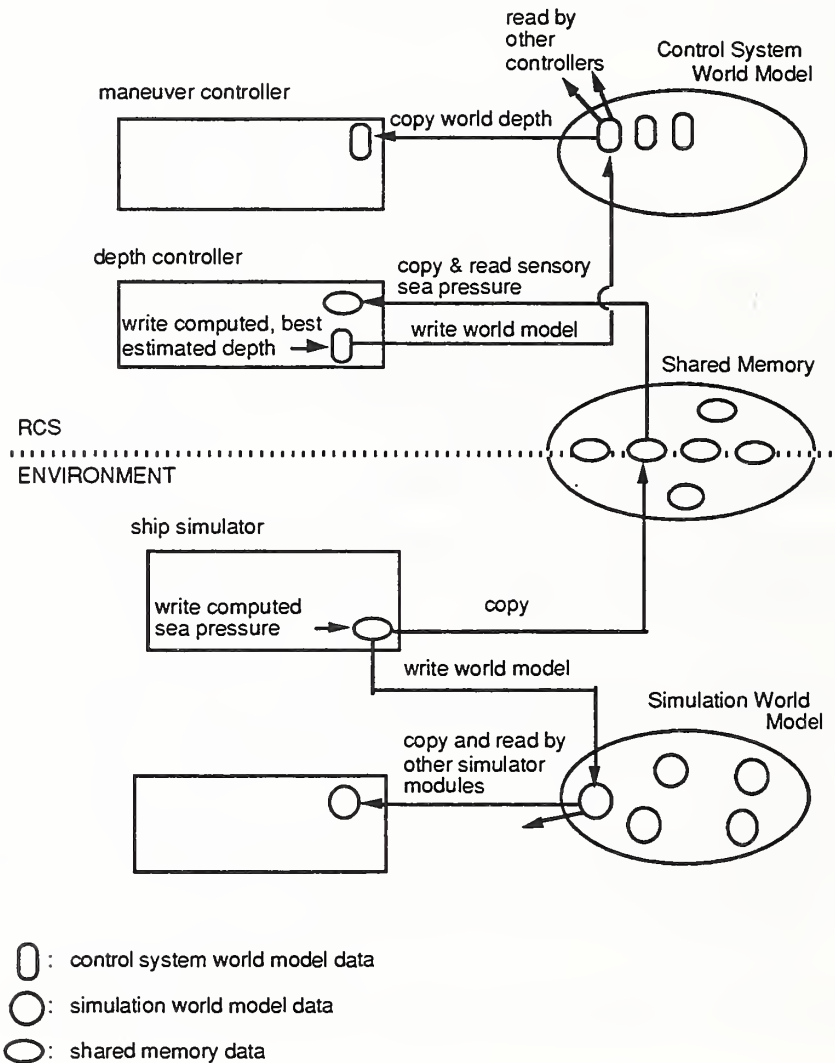 read by
other
controllers
Control System
World Model
maneuver controller
copy world depth
depth controller
copy & read sensory
sea pressure
write computed, best
estimated depth
write world model
Shared Memory
RCS
ENVIRONMENT
ship simulator
write computed
sea pressure
copy
write world model
Simulation World
Model
copy and read by
other simulator
modules
: control system world model data
: simulation world model data
: shared memory data